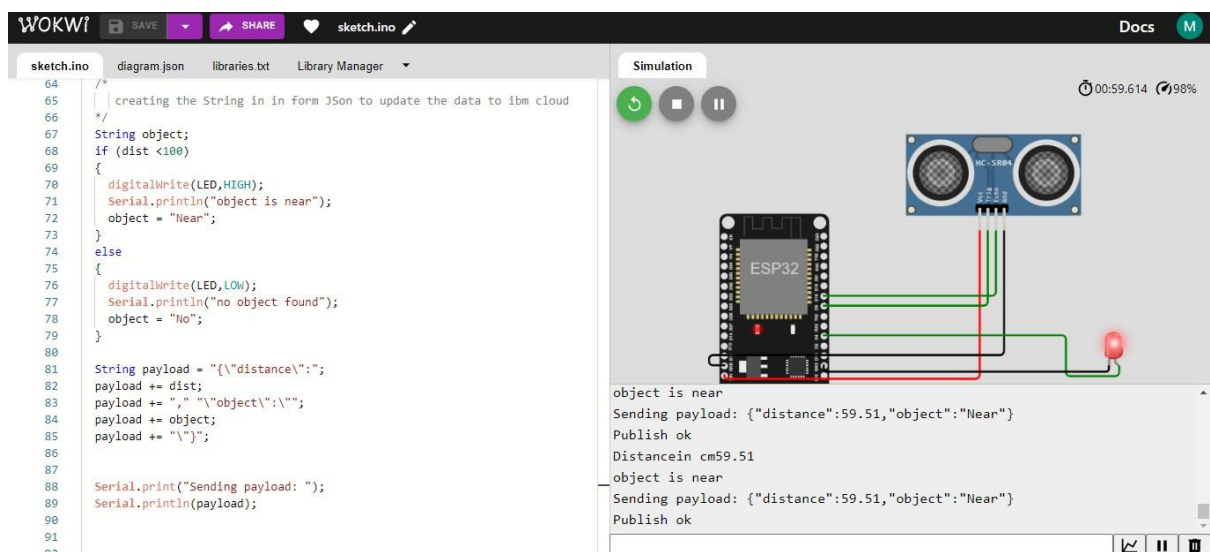 WOKWI SAVE SHARE sketch.ino Docs M
sketch.ino diagram.json libraries.txt Library Manager
64 /*
65 creating the String in in form JSon to update the data to ibm cloud
66 */
67 String object;
68 if (dist <100)
69 {
70 digitalWrite(LED,HIGH);
71 Serial.println("object is near");
72 object = "Near";
73 }
74 else
75 {
76 digitalWrite(LED,LOW);
77 Serial.println("no object found");
78 object = "No";
79 }
80
81 String payload = "{\"distance\":";
82 payload += dist;
83 payload += "," "\"object\":\"";
84 payload += object;
85 payload += "\"}";
86
87
88 Serial.print("Sending payload: ");
89 Serial.println(payload);
90
91
Simulation
00:59.614 98%
HC-SR04
Vcc
Trig
Echo
Gnd
ESP32
object is near
Sending payload: {"distance":59.51,"object":"Near"}
Publish ok
Distancein cm59.51
object is near
Sending payload: {"distance":59.51,"object":"Near"}
Publish ok